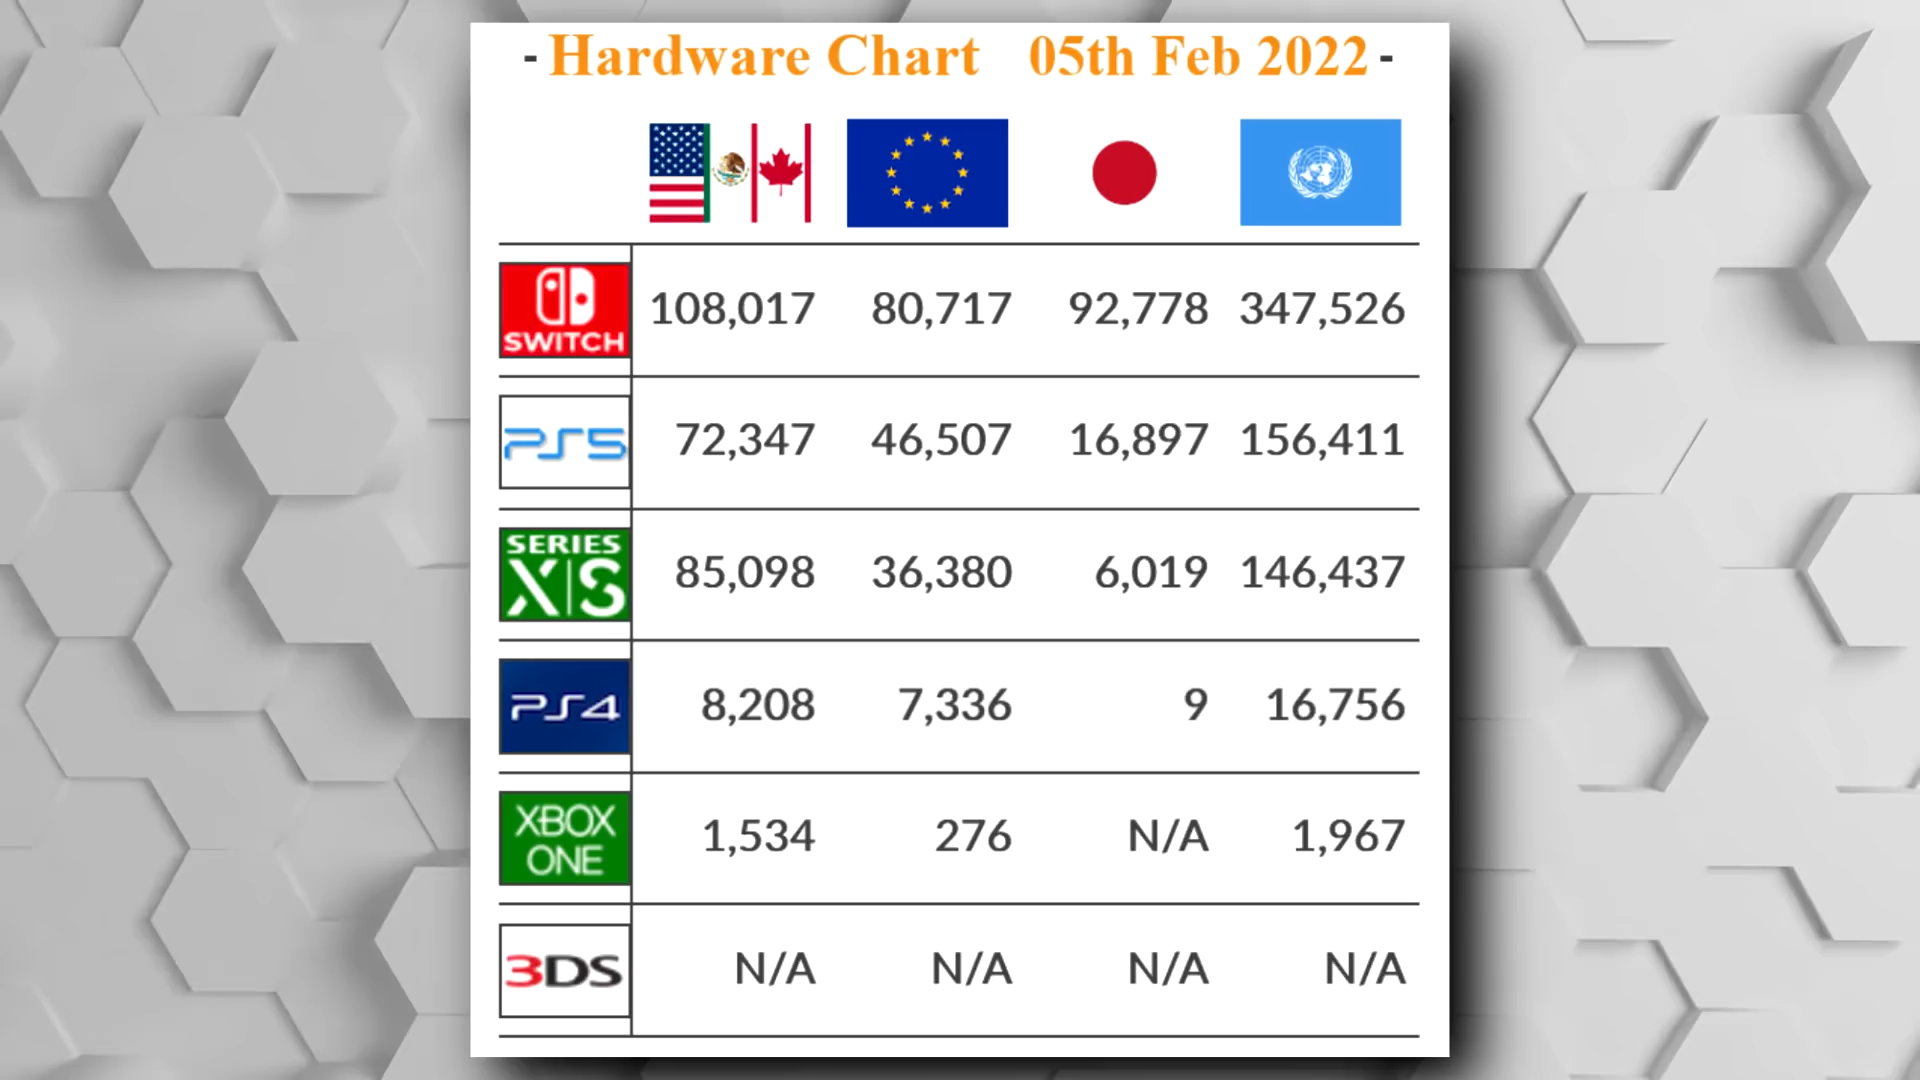 - Hardware Chart 05th Feb 2022 -
SWITCH 108,017 80,717 92,778 347,526
PS5 72,347 46,507 16,897 156,411
SERIES
X|S 85,098 36,380 6,019 146,437
PS4 8,208 7,336 9 16,756
XBOX
ONE 1,534 276 N/A 1,967
3DS N/A N/A N/A N/A